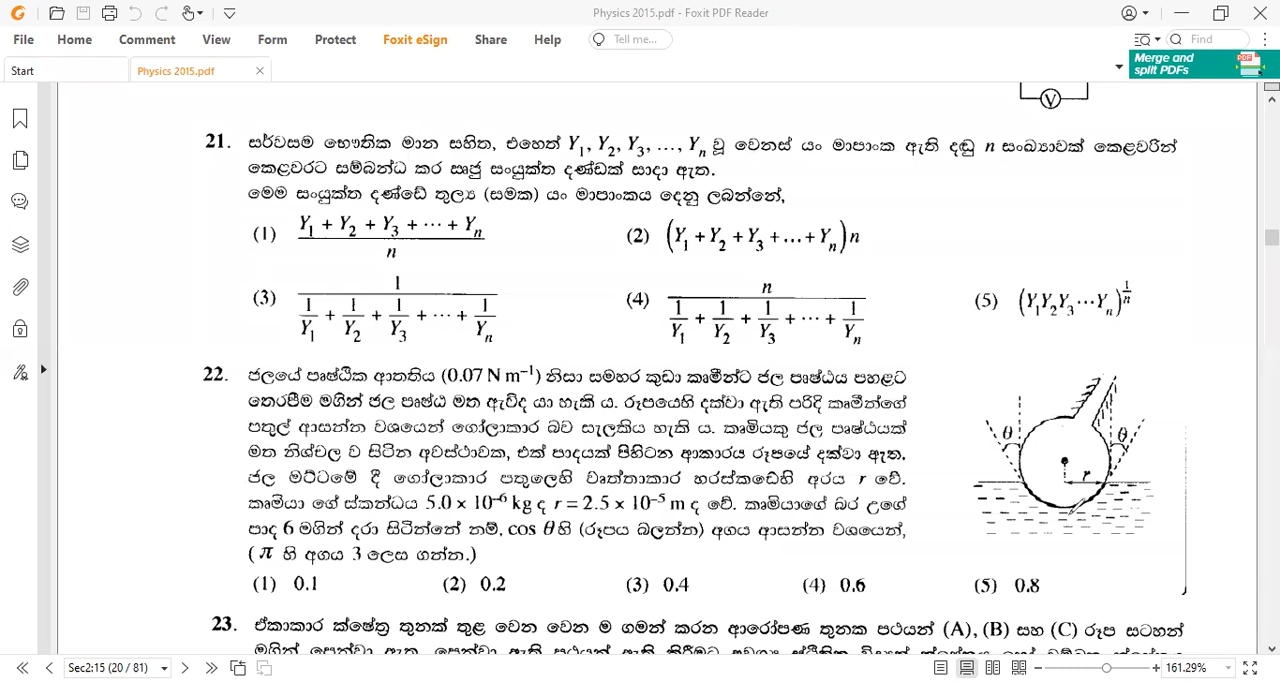 Physics 2015.pdf - Foxit PDF Reader
File Home Comment View Form Protect Foxit eSign Share Help Tell me... Find
Start Physics 2015.pdf Merge and split PDFs
V
21. සර්වසම භෞතික මාන සහිත, එහෙත් Y₁, Y₂, Y₃, ..., Yₙ වූ වෙනස් යං මාපාංක ඇති දඬු n සංඛ්‍යාවක් කෙළවරින්
කෙළවරට සම්බන්ධ කර සෘජු සංයුක්ත දණ්ඩක් සාදා ඇත.
මෙම සංයුක්ත දණ්ඩේ තුල්‍ය (සමක) යං මාපාංකය දෙනු ලබන්නේ,
(1) (Y₁ + Y₂ + Y₃ + ··· + Yₙ) / n (2) (Y₁ + Y₂ + Y₃ + ... + Yₙ) n
(3) 1 / (1/Y₁ + 1/Y₂ + 1/Y₃ + ··· + 1/Yₙ) (4) n / (1/Y₁ + 1/Y₂ + 1/Y₃ + ··· + 1/Yₙ) (5) (Y₁Y₂Y₃···Yₙ)^(1/n)
22. ජලයේ පෘෂ්ඨික ආතතිය (0.07 N m⁻¹) නිසා සමහර කුඩා කෘමීන්ට ජල පෘෂ්ඨය පහළට
තෙරපීම මගින් ජල පෘෂ්ඨ මත ඇවිද යා හැකි ය. රූපයෙහි දක්වා ඇති පරිදි කෘමීන්ගේ
පතුල් ආසන්න වශයෙන් ගෝලාකාර බව සැලකිය හැකි ය. කෘමියකු ජල පෘෂ්ඨයක්
මත නිශ්චල ව සිටින අවස්ථාවක, එක් පාදයක් පිහිටන ආකාරය රූපයේ දක්වා ඇත.
ජල මට්ටමේ දී ගෝලාකාර පතුලෙහි වෘත්තාකාර හරස්කඩෙහි අරය r වේ.
කෘමියා ගේ ස්කන්ධය 5.0 × 10⁻⁶ kg ද r = 2.5 × 10⁻⁵ m ද වේ. කෘමියාගේ බර උගේ
පාද 6 මගින් දරා සිටින්නේ නම්, cos θ හි (රූපය බලන්න) අගය ආසන්න වශයෙන්,
(π හි අගය 3 ලෙස ගන්න.)
θ θ r
(1) 0.1 (2) 0.2 (3) 0.4 (4) 0.6 (5) 0.8
23. ඒකාකාර ක්ෂේත්‍ර තුනක් තුළ වෙන වෙන ම ගමන් කරන ආරෝපණ තුනක පථයන් (A), (B) සහ (C) රූප සටහන්
මගින් පෙන්වා ඇත. පෙන්වා ඇති පථයන් ඇති කිරීමට
Sec2:15 (20 / 81) 161.29%